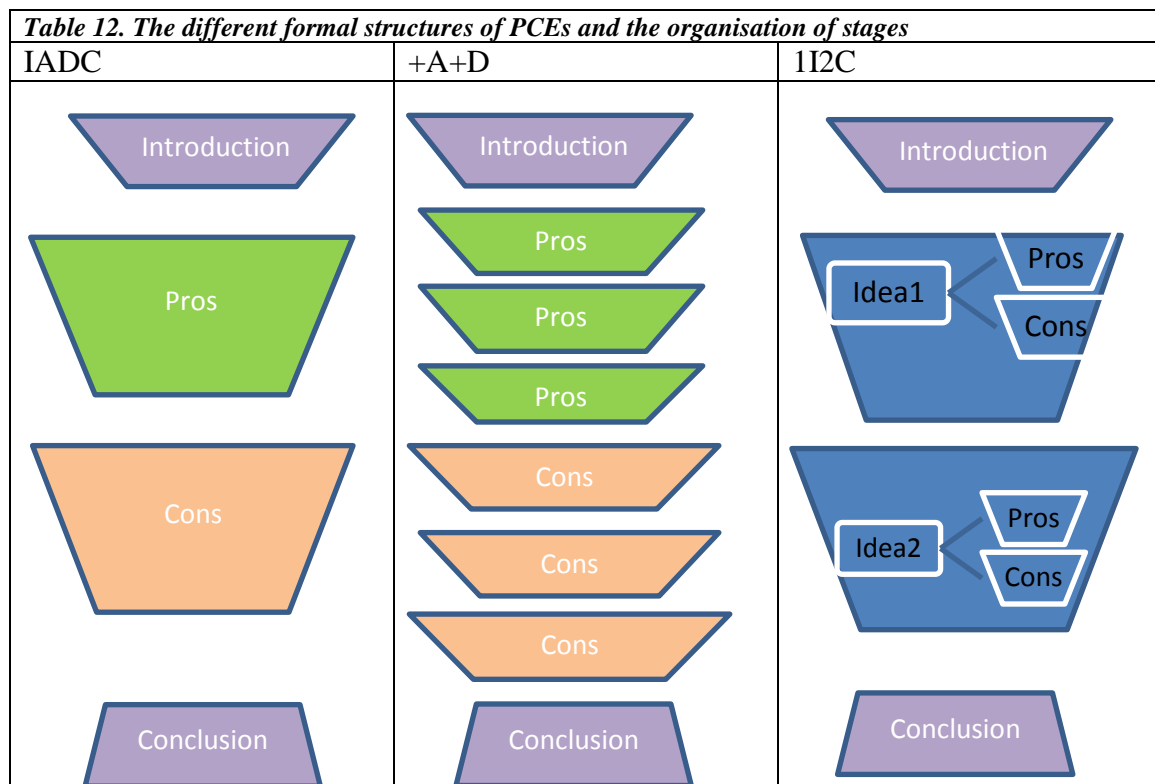 Table 12. The different formal structures of PCEs and the organisation of stages
IADC
Introduction
Pros
Cons
Conclusion
+A+D
Introduction
Pros
Pros
Pros
Cons
Cons
Cons
Conclusion
1I2C
Introduction
Idea1
Pros
Cons
Idea2
Pros
Cons
Conclusion